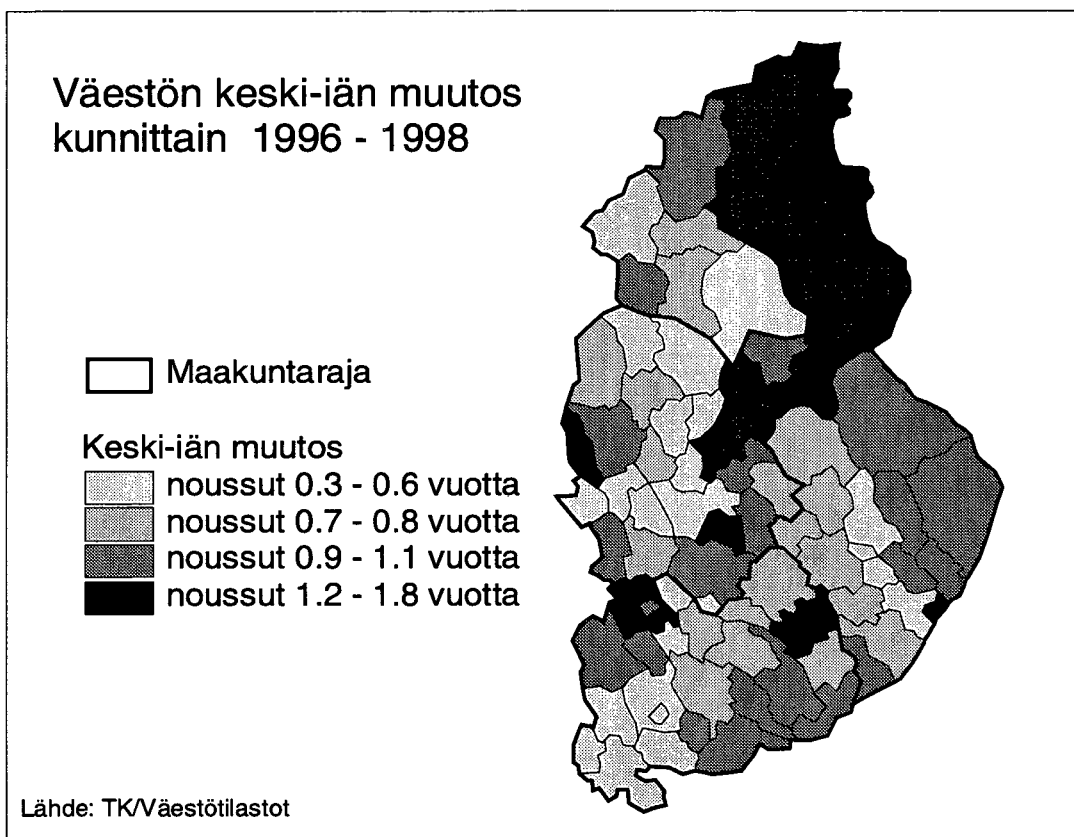 Väestön keski-iän muutos
kunnittain 1996 - 1998
Maakuntaraja
Keski-iän muutos
noussut 0.3 - 0.6 vuotta
noussut 0.7 - 0.8 vuotta
noussut 0.9 - 1.1 vuotta
noussut 1.2 - 1.8 vuotta
Lähde: TK/Väestötilastot